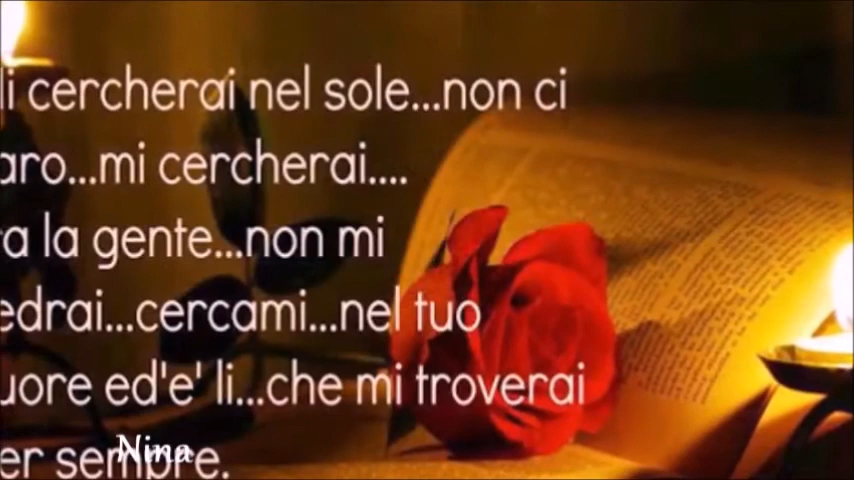 li cercherai nel sole...non ci
aro...mi cercherai....
a la gente...non mi
edrai...cercami...nel tuo
uore ed'e' li...che mi troverai
er sempre.
Nina